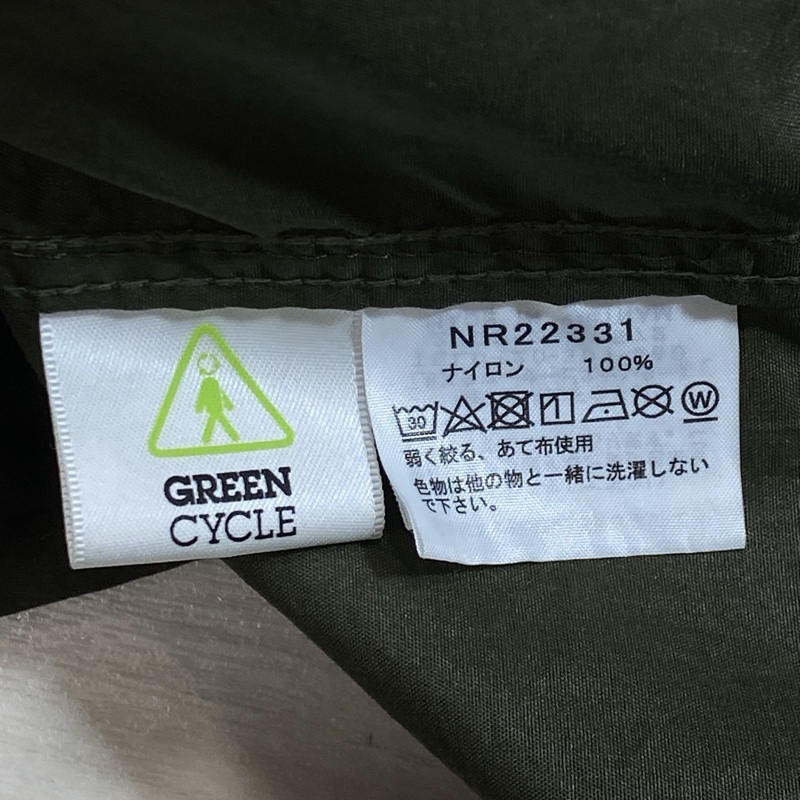 GREEN
CYCLE
NR22331
ナイロン 100%
30 W
弱く絞る、あて布使用
色物は他の物と一緒に洗濯しない
で下さい。